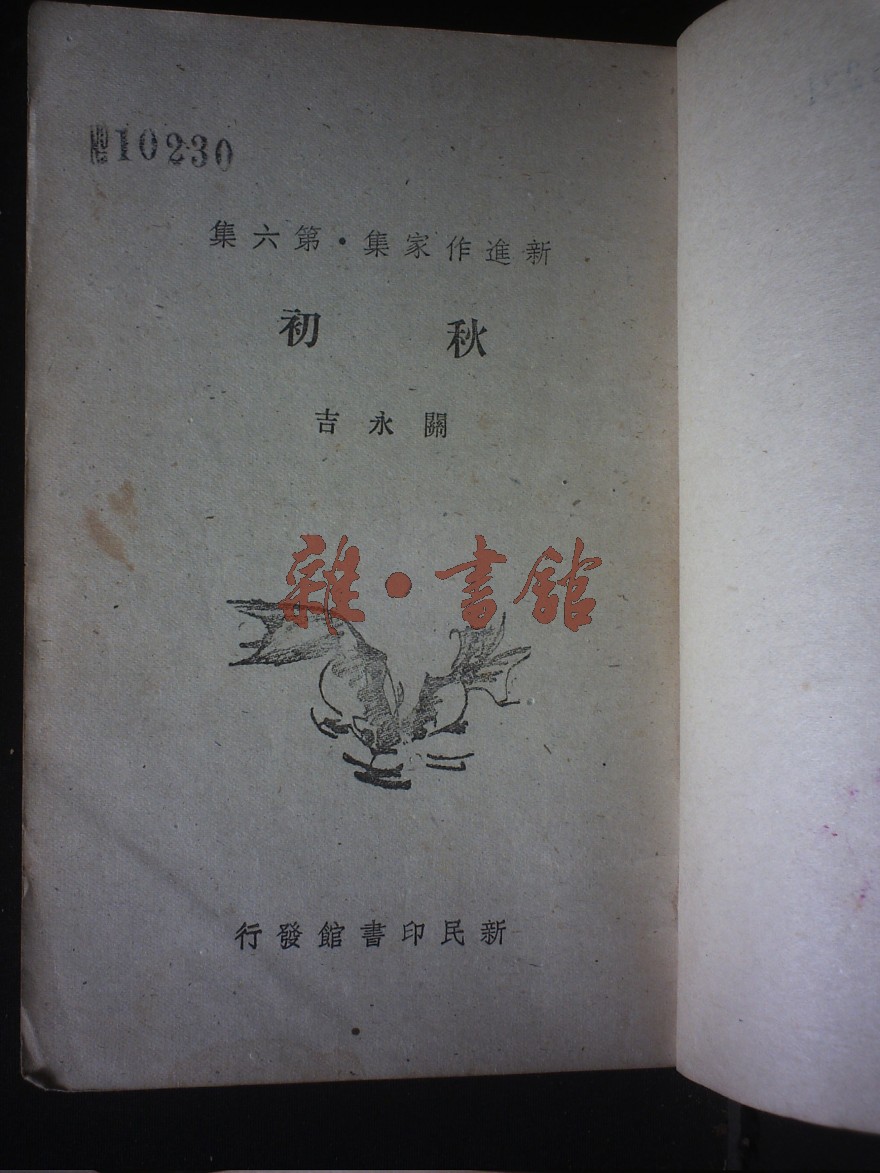 №10230
新進作家集·第六集
秋初
關永吉
雜·書館
新民印書館發行